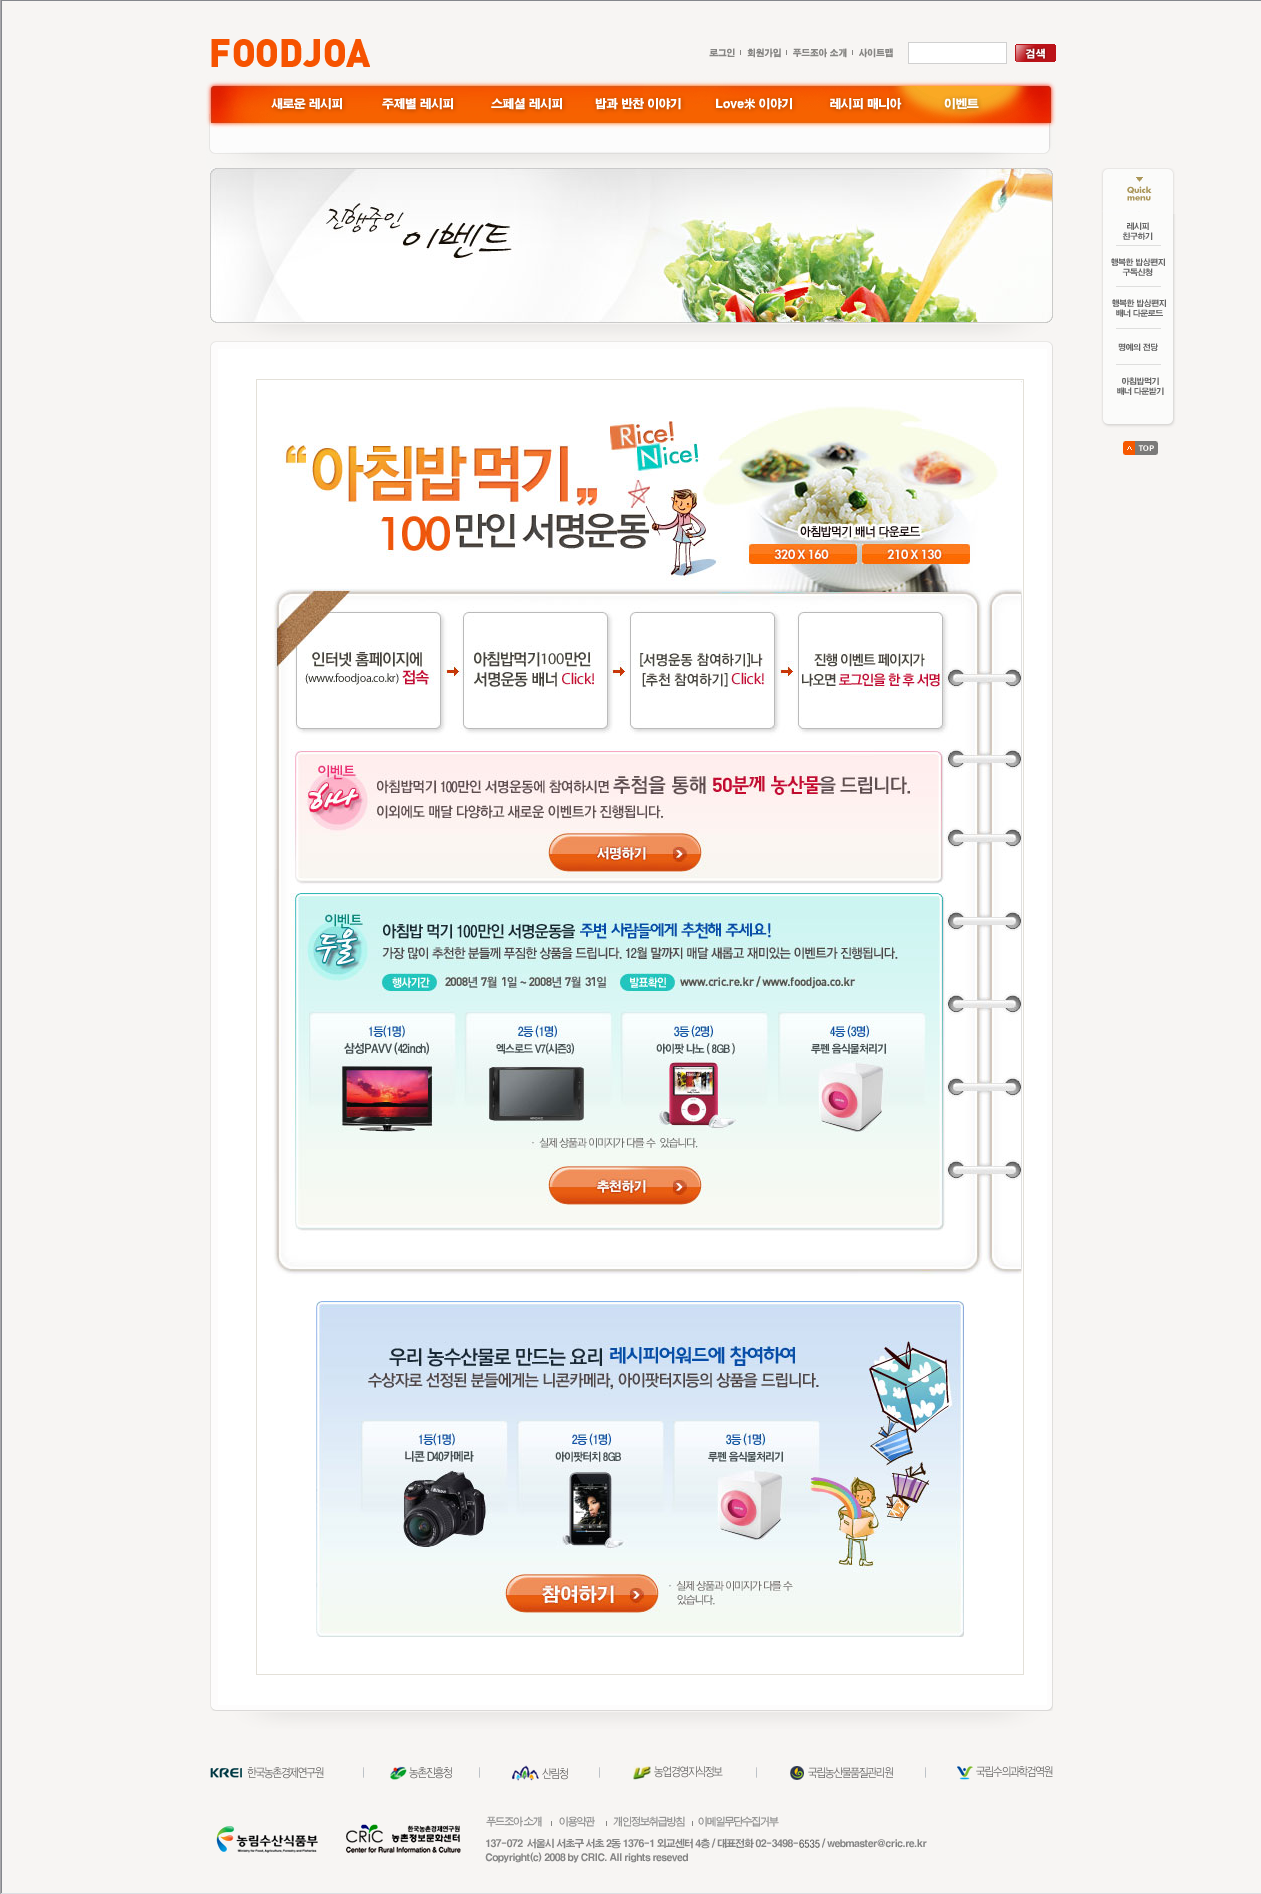 FOODJOA
로그인 회원가입 푸드조아 소개 사이트맵 검색
새로운 레시피 주제별 레시피 스페셜 레시피 밥과 반찬 이야기 Love米 이야기 레시피 매니아 이벤트
진행중인 이벤트
Quick
menu
레시피
친구하기
행복한 밥상편지
구독신청
행복한 밥상편지
배너 다운로드
명예의 전당
아침밥먹기
배너 다운받기
TOP
Rice!
Nice!
“아침밥 먹기„
100만인 서명운동
아침밥먹기 배너 다운로드
320 X 160 210 X 130
인터넷 홈페이지에
(www.foodjoa.co.kr) 접속
아침밥먹기100만인
서명운동 배너 Click!
[서명운동 참여하기]나
[추천 참여하기] Click!
진행 이벤트 페이지가
나오면 로그인을 한 후 서명
이벤트
하나
아침밥먹기 100만인 서명운동에 참여하시면 추첨을 통해 50분께 농산물을 드립니다.
이외에도 매달 다양하고 새로운 이벤트가 진행됩니다.
서명하기
이벤트
두울
아침밥 먹기 100만인 서명운동을 주변 사람들에게 추천해 주세요!
가장 많이 추천한 분들께 푸짐한 상품을 드립니다. 12월 말까지 매달 새롭고 재미있는 이벤트가 진행됩니다.
행사기간 2008년 7월 1일 ~ 2008년 7월 31일 발표확인 www.cric.re.kr / www.foodjoa.co.kr
1등(1명) 2등 (1명) 3등 (2명) 4등 (3명)
삼성PAVV (42inch) 엑스로드 V7(시즌3) 아이팟 나노 ( 8GB ) 루펜 음식물처리기
· 실제 상품과 이미지가 다를 수 있습니다.
추천하기
우리 농수산물로 만드는 요리 레시피어워드에 참여하여
수상자로 선정된 분들에게는 니콘카메라, 아이팟터지등의 상품을 드립니다.
1등(1명) 2등 (1명) 3등 (1명)
니콘 D40카메라 아이팟터치 8GB 루펜 음식물처리기
참여하기
· 실제 상품과 이미지가 다를 수
있습니다.
KREI 한국농촌경제연구원 농촌진흥청 산림청 농업경영지식정보 국립농산물품질관리원 국립수의과학검역원
푸드조아 소개 이용약관 개인정보취급방침 이메일무단수집거부
농림수산식품부
Ministry for Food, Agriculture, Forestry and Fisheries
CRIC 한국농촌경제연구원
농촌정보문화센터
Center for Rural Information & Culture
137-072 서울시 서초구 서초 2동 1376-1 외교센터 4층 / 대표전화 02-3498-6535 / webmaster@cric.re.kr
Copyright(c) 2008 by CRIC. All rights reseved